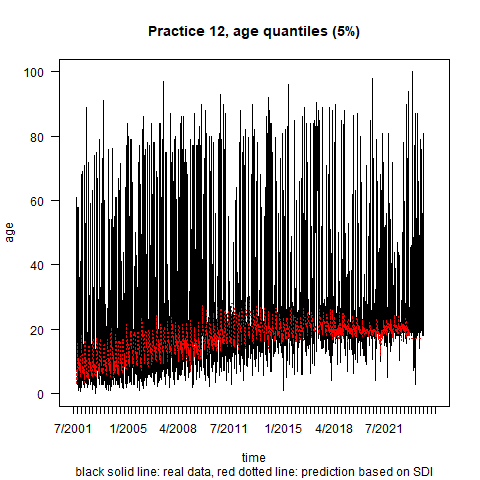 Practice 12, age quantiles (5%)
100
80
60
40
20
0
age
7/2001 1/2005 4/2008 7/2011 1/2015 4/2018 7/2021
time
black solid line: real data, red dotted line: prediction based on SDI